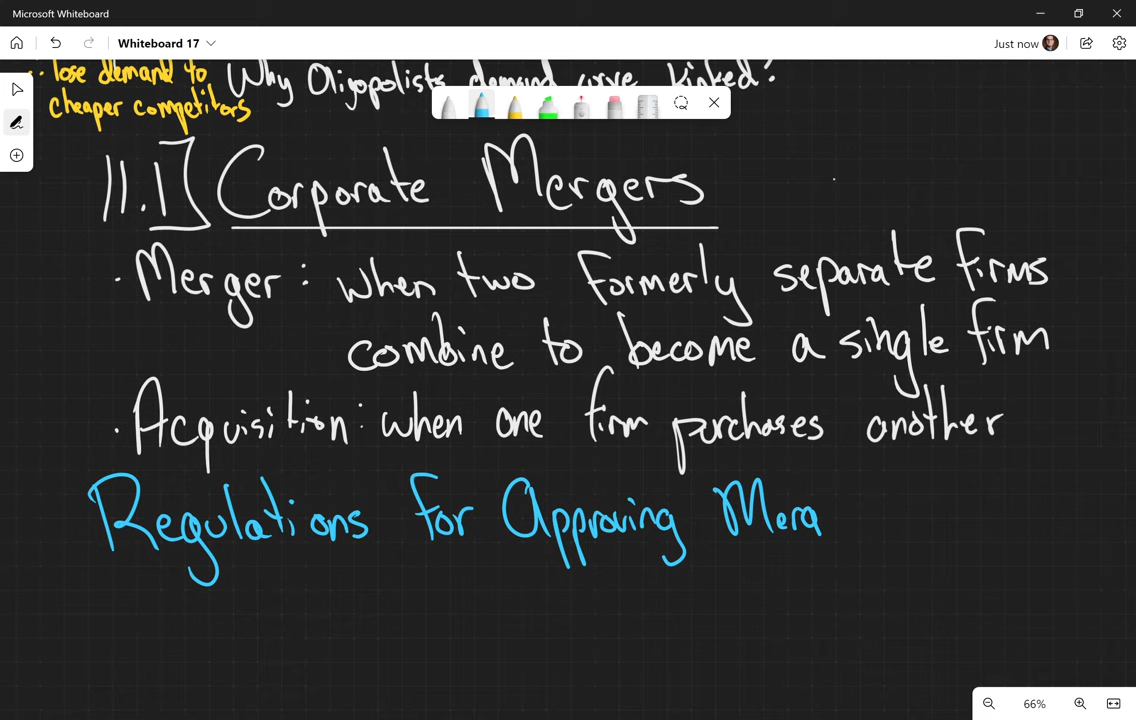 Microsoft Whiteboard
Whiteboard 17
Just now
lose demand to
cheaper competitors
Why Oligopolists demand curve kinked?
11.1] Corporate Mergers
· Merger: when two formerly separate firms
combine to become a single firm
· Acquisition: when one firm purchases another
Regulations for Approving Merg
66%